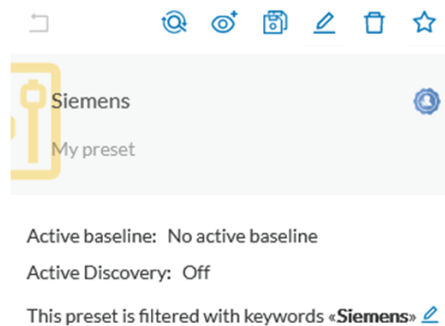 Siemens
My preset
Active baseline: No active baseline
Active Discovery: Off
This preset is filtered with keywords «Siemens»